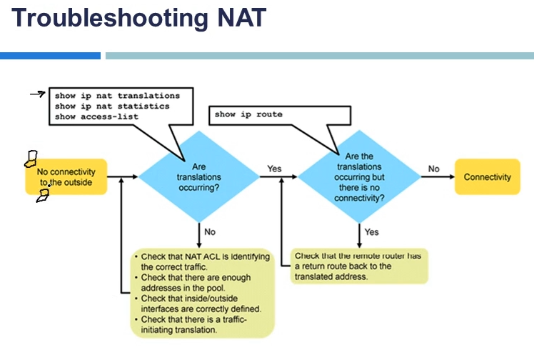 Troubleshooting NAT
show ip nat translations
show ip nat statistics
show access-list
show ip route
No connectivity
to the outside
Are
translations
occurring?
Yes
Are the
translations
occurring but
there is no
connectivity?
No
Connectivity
No
Yes
• Check that NAT ACL is identifying
the correct traffic.
• Check that there are enough
addresses in the pool.
• Check that inside/outside
interfaces are correctly defined.
• Check that there is a traffic-
initiating translation.
Check that the remote router has
a return route back to the
translated address.